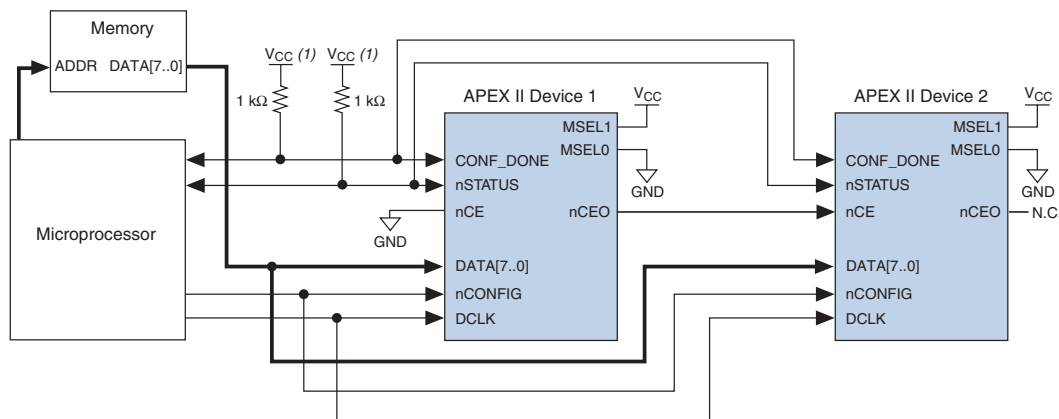 Memory
ADDR DATA[7..0]
VCC (1) VCC (1)
1 kΩ 1 kΩ
APEX II Device 1
VCC
MSEL1
MSEL0
GND
CONF_DONE
nSTATUS
nCE nCEO
GND
DATA[7..0]
nCONFIG
DCLK
Microprocessor
APEX II Device 2
VCC
MSEL1
MSEL0
GND
CONF_DONE
nSTATUS
nCE nCEO N.C
DATA[7..0]
nCONFIG
DCLK